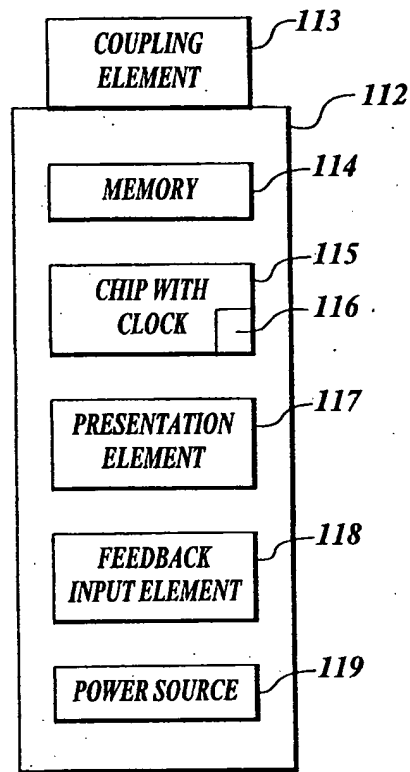 COUPLING
ELEMENT
113
112
MEMORY
114
CHIP WITH
CLOCK
115
116
PRESENTATION
ELEMENT
117
FEEDBACK
INPUT ELEMENT
118
POWER SOURCE
119